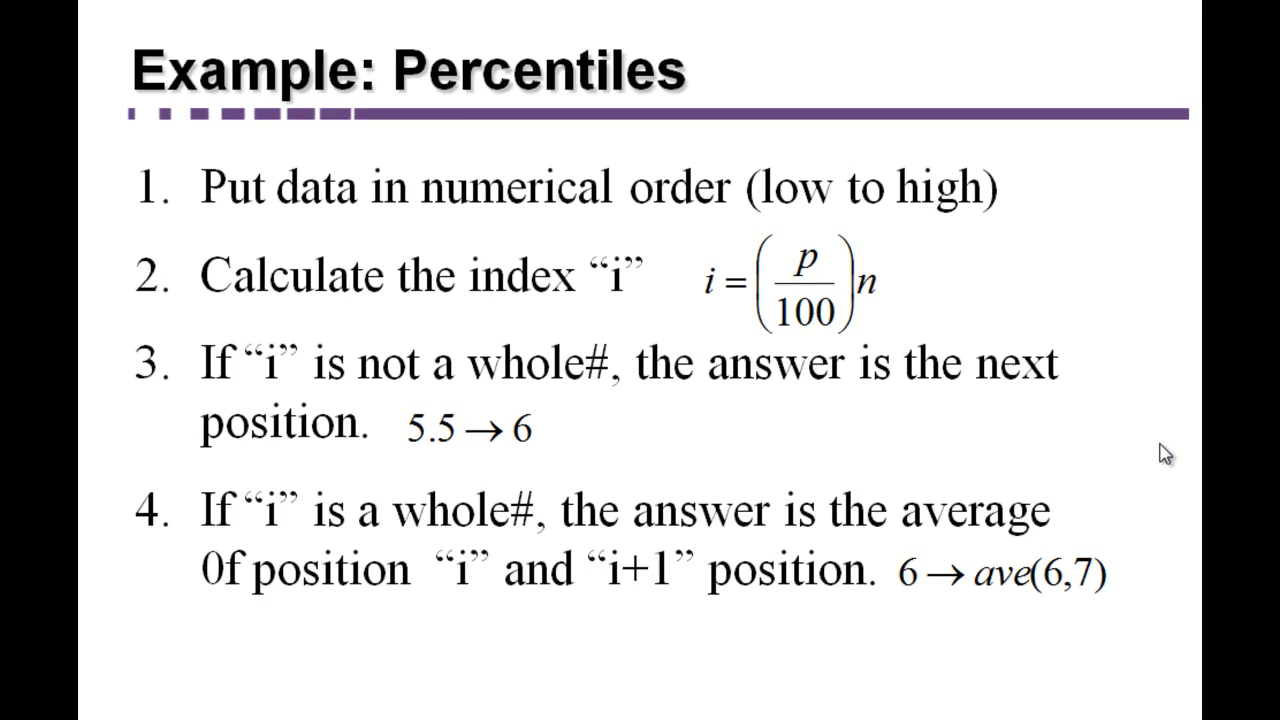 Example: Percentiles
1. Put data in numerical order (low to high)
2. Calculate the index “i” i = (p/100)n
3. If “i” is not a whole#, the answer is the next
position. 5.5 → 6
4. If “i” is a whole#, the answer is the average
0f position “i” and “i+1” position. 6 → ave(6,7)